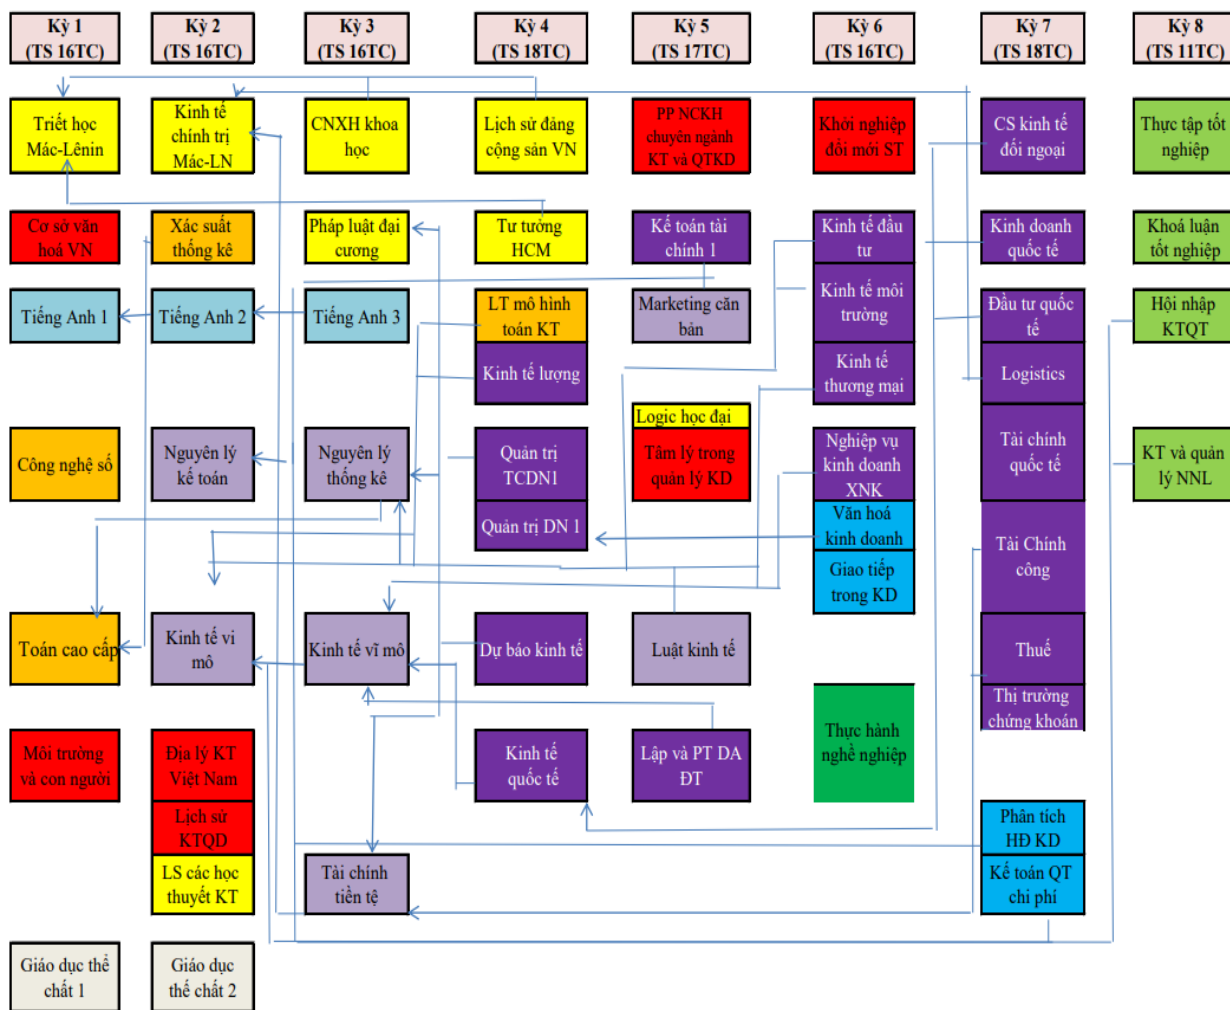 Kỳ 1
(TS 16TC)
Kỳ 2
(TS 16TC)
Kỳ 3
(TS 16TC)
Kỳ 4
(TS 18TC)
Kỳ 5
(TS 17TC)
Kỳ 6
(TS 16TC)
Kỳ 7
(TS 18TC)
Kỳ 8
(TS 11TC)
Triết học
Mác-Lênin
Kinh tế
chính trị
Mác-LN
CNXH khoa
học
Lịch sử đảng
cộng sản VN
PP NCKH
chuyên ngành
KT và QTKD
Khởi nghiệp
đổi mới ST
CS kinh tế
đối ngoại
Thực tập tốt
nghiệp
Cơ sở văn
hoá VN
Xác suất
thống kê
Pháp luật đại
cương
Tư tưởng
HCM
Kế toán tài
chính 1
Kinh tế đầu
tư
Kinh doanh
quốc tế
Khoá luận
tốt nghiệp
Tiếng Anh 1
Tiếng Anh 2
Tiếng Anh 3
LT mô hình
toán KT
Marketing căn
bản
Kinh tế môi
trường
Đầu tư quốc
tế
Hội nhập
KTQT
Kinh tế lượng
Kinh tế
thương mại
Logistics
Logic học đại
Công nghệ số
Nguyên lý
kế toán
Nguyên lý
thống kê
Quản trị
TCDN1
Tâm lý trong
quản lý KD
Nghiệp vụ
kinh doanh
XNK
Tài chính
quốc tế
KT và quản
lý NNL
Quản trị DN 1
Văn hoá
kinh doanh
Tài Chính
công
Giao tiếp
trong KD
Toán cao cấp
Kinh tế vi
mô
Kinh tế vĩ mô
Dự báo kinh tế
Luật kinh tế
Thuế
Thị trường
chứng khoán
Môi trường
và con người
Địa lý KT
Việt Nam
Kinh tế
quốc tế
Lập và PT DA
ĐT
Thực hành
nghề nghiệp
Lịch sử
KTQD
Phân tích
HĐ KD
LS các học
thuyết KT
Tài chính
tiền tệ
Kế toán QT
chi phí
Giáo dục thể
chất 1
Giáo dục
thể chất 2